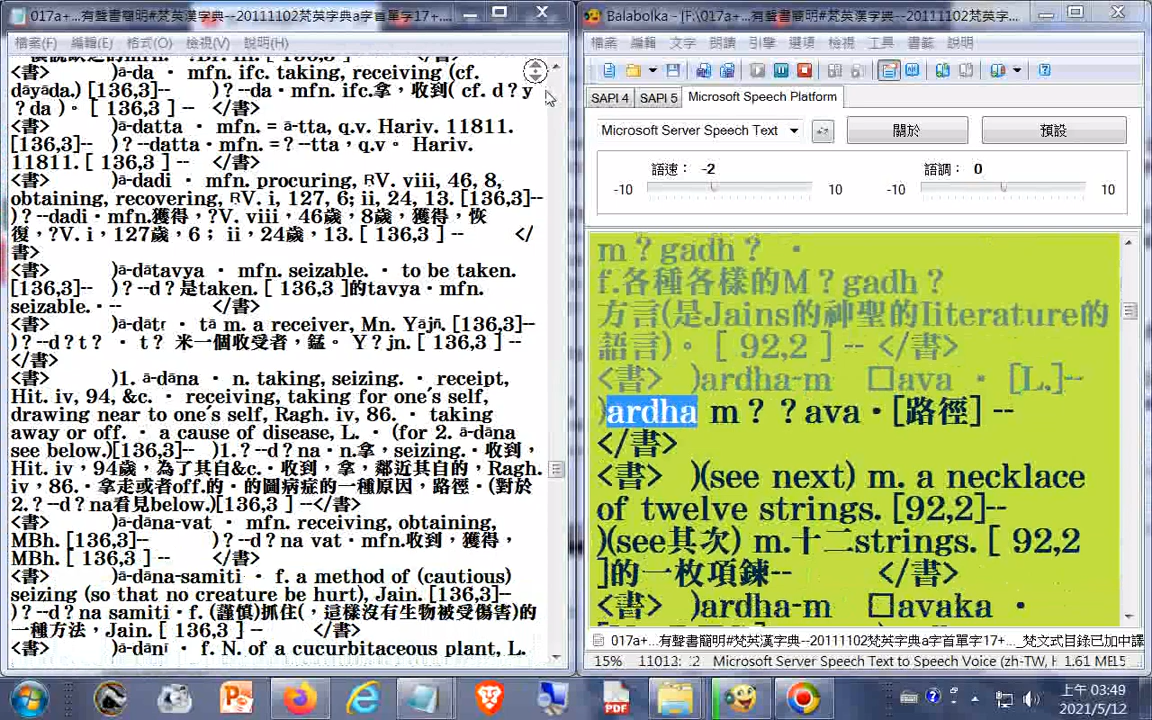 017a+...有聲書簡明#梵英漢字典--20111102梵英字典a字首單字17+...
檔案(F) 編輯(E) 格式(O) 檢視(V) 說明(H)
<書> )ā-da • mfn. ifc. taking, receiving (cf.
dāyāda.) [136,3]-- )?--da•mfn. ifc.拿，收到( cf. d?y
?da )。 [ 136,3 ] -- </書>
<書> )ā-datta • mfn. = ā-tta, q.v. Hariv. 11811.
[136,3]-- )?--datta•mfn. =?--tta，q.v。 Hariv.
11811. [ 136,3 ] -- </書>
<書> )ā-dadi • mfn. procuring, RV. viii, 46, 8,
obtaining, recovering, RV. i, 127, 6; ii, 24, 13. [136,3]--
)?--dadi•mfn.獲得，?V. viii，46歲，8歲，獲得，恢
復，?V. i，127歲，6； ii，24歲，13. [ 136,3 ] -- </
書>
<書> )ā-dātavya • mfn. seizable. • to be taken.
[136,3]-- )?--d?是taken. [ 136,3 ]的tavya•mfn.
seizable.•-- </書>
<書> )ā-dātṛ • tā m. a receiver, Mn. Yājñ. [136,3]--
)?--d?t? • t? 米一個收受者，錳。 Y?jn. [ 136,3 ] --
</書>
<書> )1. ā-dāna • n. taking, seizing. • receipt,
Hit. iv, 94, &c. • receiving, taking for one's self,
drawing near to one's self, Ragh. iv, 86. • taking
away or off. • a cause of disease, L. • (for 2. ā-dāna
see below.)[136,3]-- )1.?--d?na•n.拿，seizing.•收到，
Hit. iv，94歲，為了其自&c.•收到，拿，鄰近其自的，Ragh.
iv，86.•拿走或者off.的•的圖病症的一種原因，路徑•(對於
2.?--d?na看見below.)[136,3 ] --</書>
<書> )ā-dāna-vat • mfn. receiving, obtaining,
MBh. [136,3]-- )?--d?na vat•mfn.收到，獲得，
MBh. [ 136,3 ] -- </書>
<書> )ā-dāna-samiti • f. a method of (cautious)
seizing (so that no creature be hurt), Jain. [136,3]--
)?--d?na samiti•f. (謹慎)抓住(，這樣沒有生物被受傷害)的
一種方法，Jain. [ 136,3 ] -- </書>
<書> )ā-dānī • f. N. of a cucurbitaceous plant, L.
Balabolka - [F:\017a+...有聲書簡明#梵英漢字典--20111102梵英字...
檔案 編輯 文字 朗讀 引擎 選項 檢視 工具 書籤 說明
SAPI 4 SAPI 5 Microsoft Speech Platform
Microsoft Server Speech Text 關於 預設
語速： -2 語調： 0
-10 10 -10 10
m？gadh？ •
f.各種各樣的M？gadh？
方言(是Jains的神聖的literature的
語言)。 [ 92,2 ] -- </書>
<書> )ardha-m □ava • [L.]--
)ardha m？？ava•[路徑] --
</書>
<書> )(see next) m. a necklace
of twelve strings. [92,2]--
)(see其次) m.十二strings. [ 92,2
]的一枚項鍊-- </書>
<書> )ardha-m □avaka •
017a+...有聲書簡明#梵英漢字典--20111102梵英字典a字首單字17+..._梵文式目錄已加中譯
15% 11012: Microsoft Server Speech Text to Speech Voice (zh-TW,
上午 03:49
2021/5/12